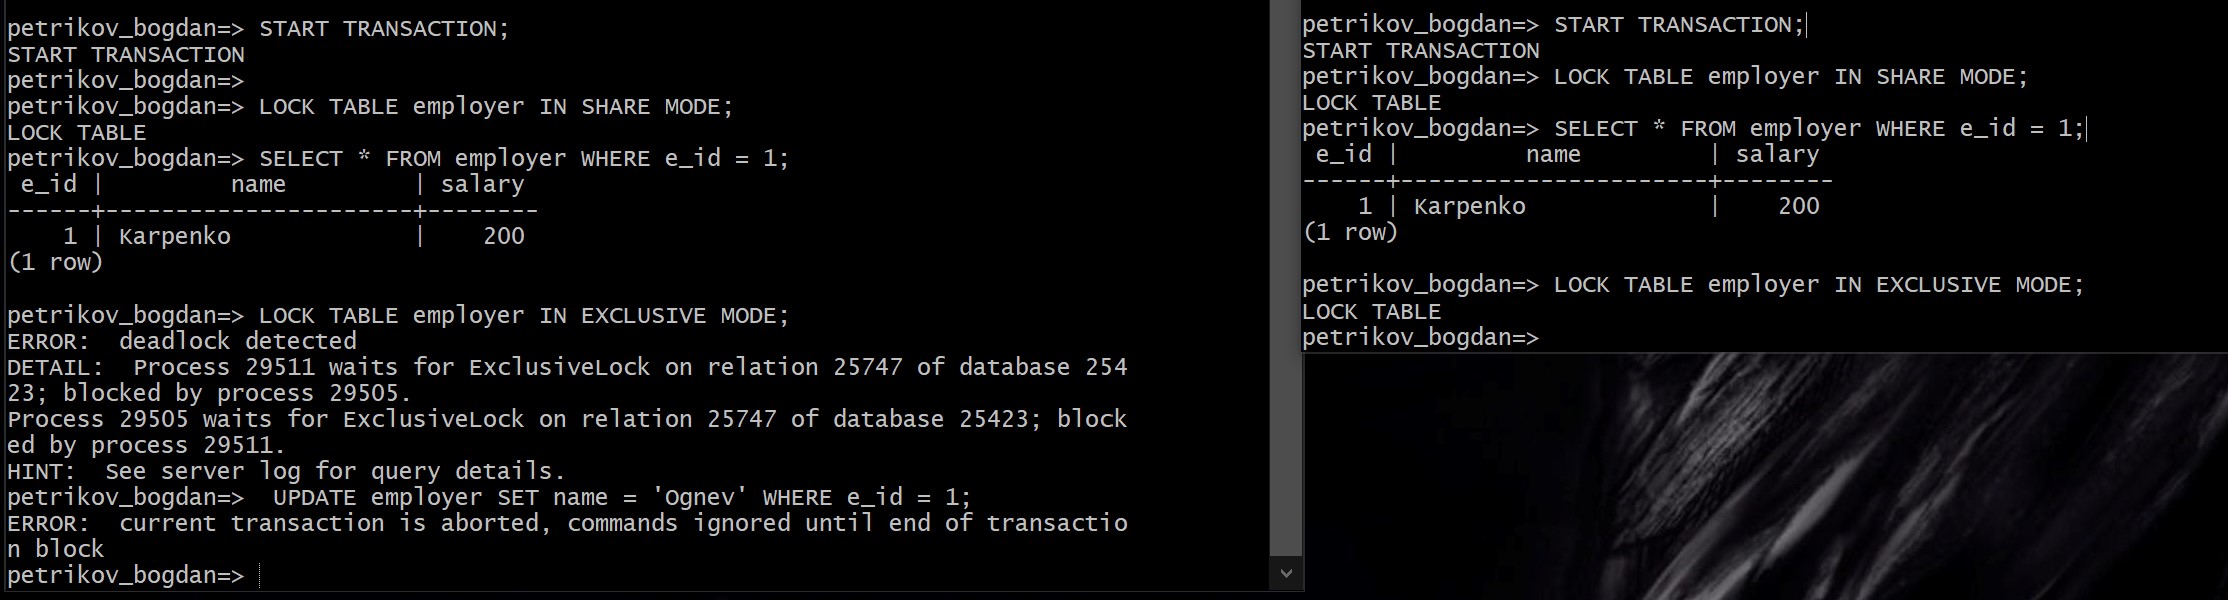 petrikov_bogdan=> START TRANSACTION;
START TRANSACTION
petrikov_bogdan=>
petrikov_bogdan=> LOCK TABLE employer IN SHARE MODE;
LOCK TABLE
petrikov_bogdan=> SELECT * FROM employer WHERE e_id = 1;
 e_id |         name         | salary
------+----------------------+--------
    1 | Karpenko             |    200
(1 row)

petrikov_bogdan=> LOCK TABLE employer IN EXCLUSIVE MODE;
ERROR:  deadlock detected
DETAIL:  Process 29511 waits for ExclusiveLock on relation 25747 of database 254
23; blocked by process 29505.
Process 29505 waits for ExclusiveLock on relation 25747 of database 25423; block
ed by process 29511.
HINT:  See server log for query details.
petrikov_bogdan=>  UPDATE employer SET name = 'Ognev' WHERE e_id = 1;
ERROR:  current transaction is aborted, commands ignored until end of transactio
n block
petrikov_bogdan=>
petrikov_bogdan=> START TRANSACTION;
START TRANSACTION
petrikov_bogdan=> LOCK TABLE employer IN SHARE MODE;
LOCK TABLE
petrikov_bogdan=> SELECT * FROM employer WHERE e_id = 1;
 e_id |         name         | salary
------+----------------------+--------
    1 | Karpenko             |    200
(1 row)

petrikov_bogdan=> LOCK TABLE employer IN EXCLUSIVE MODE;
LOCK TABLE
petrikov_bogdan=>